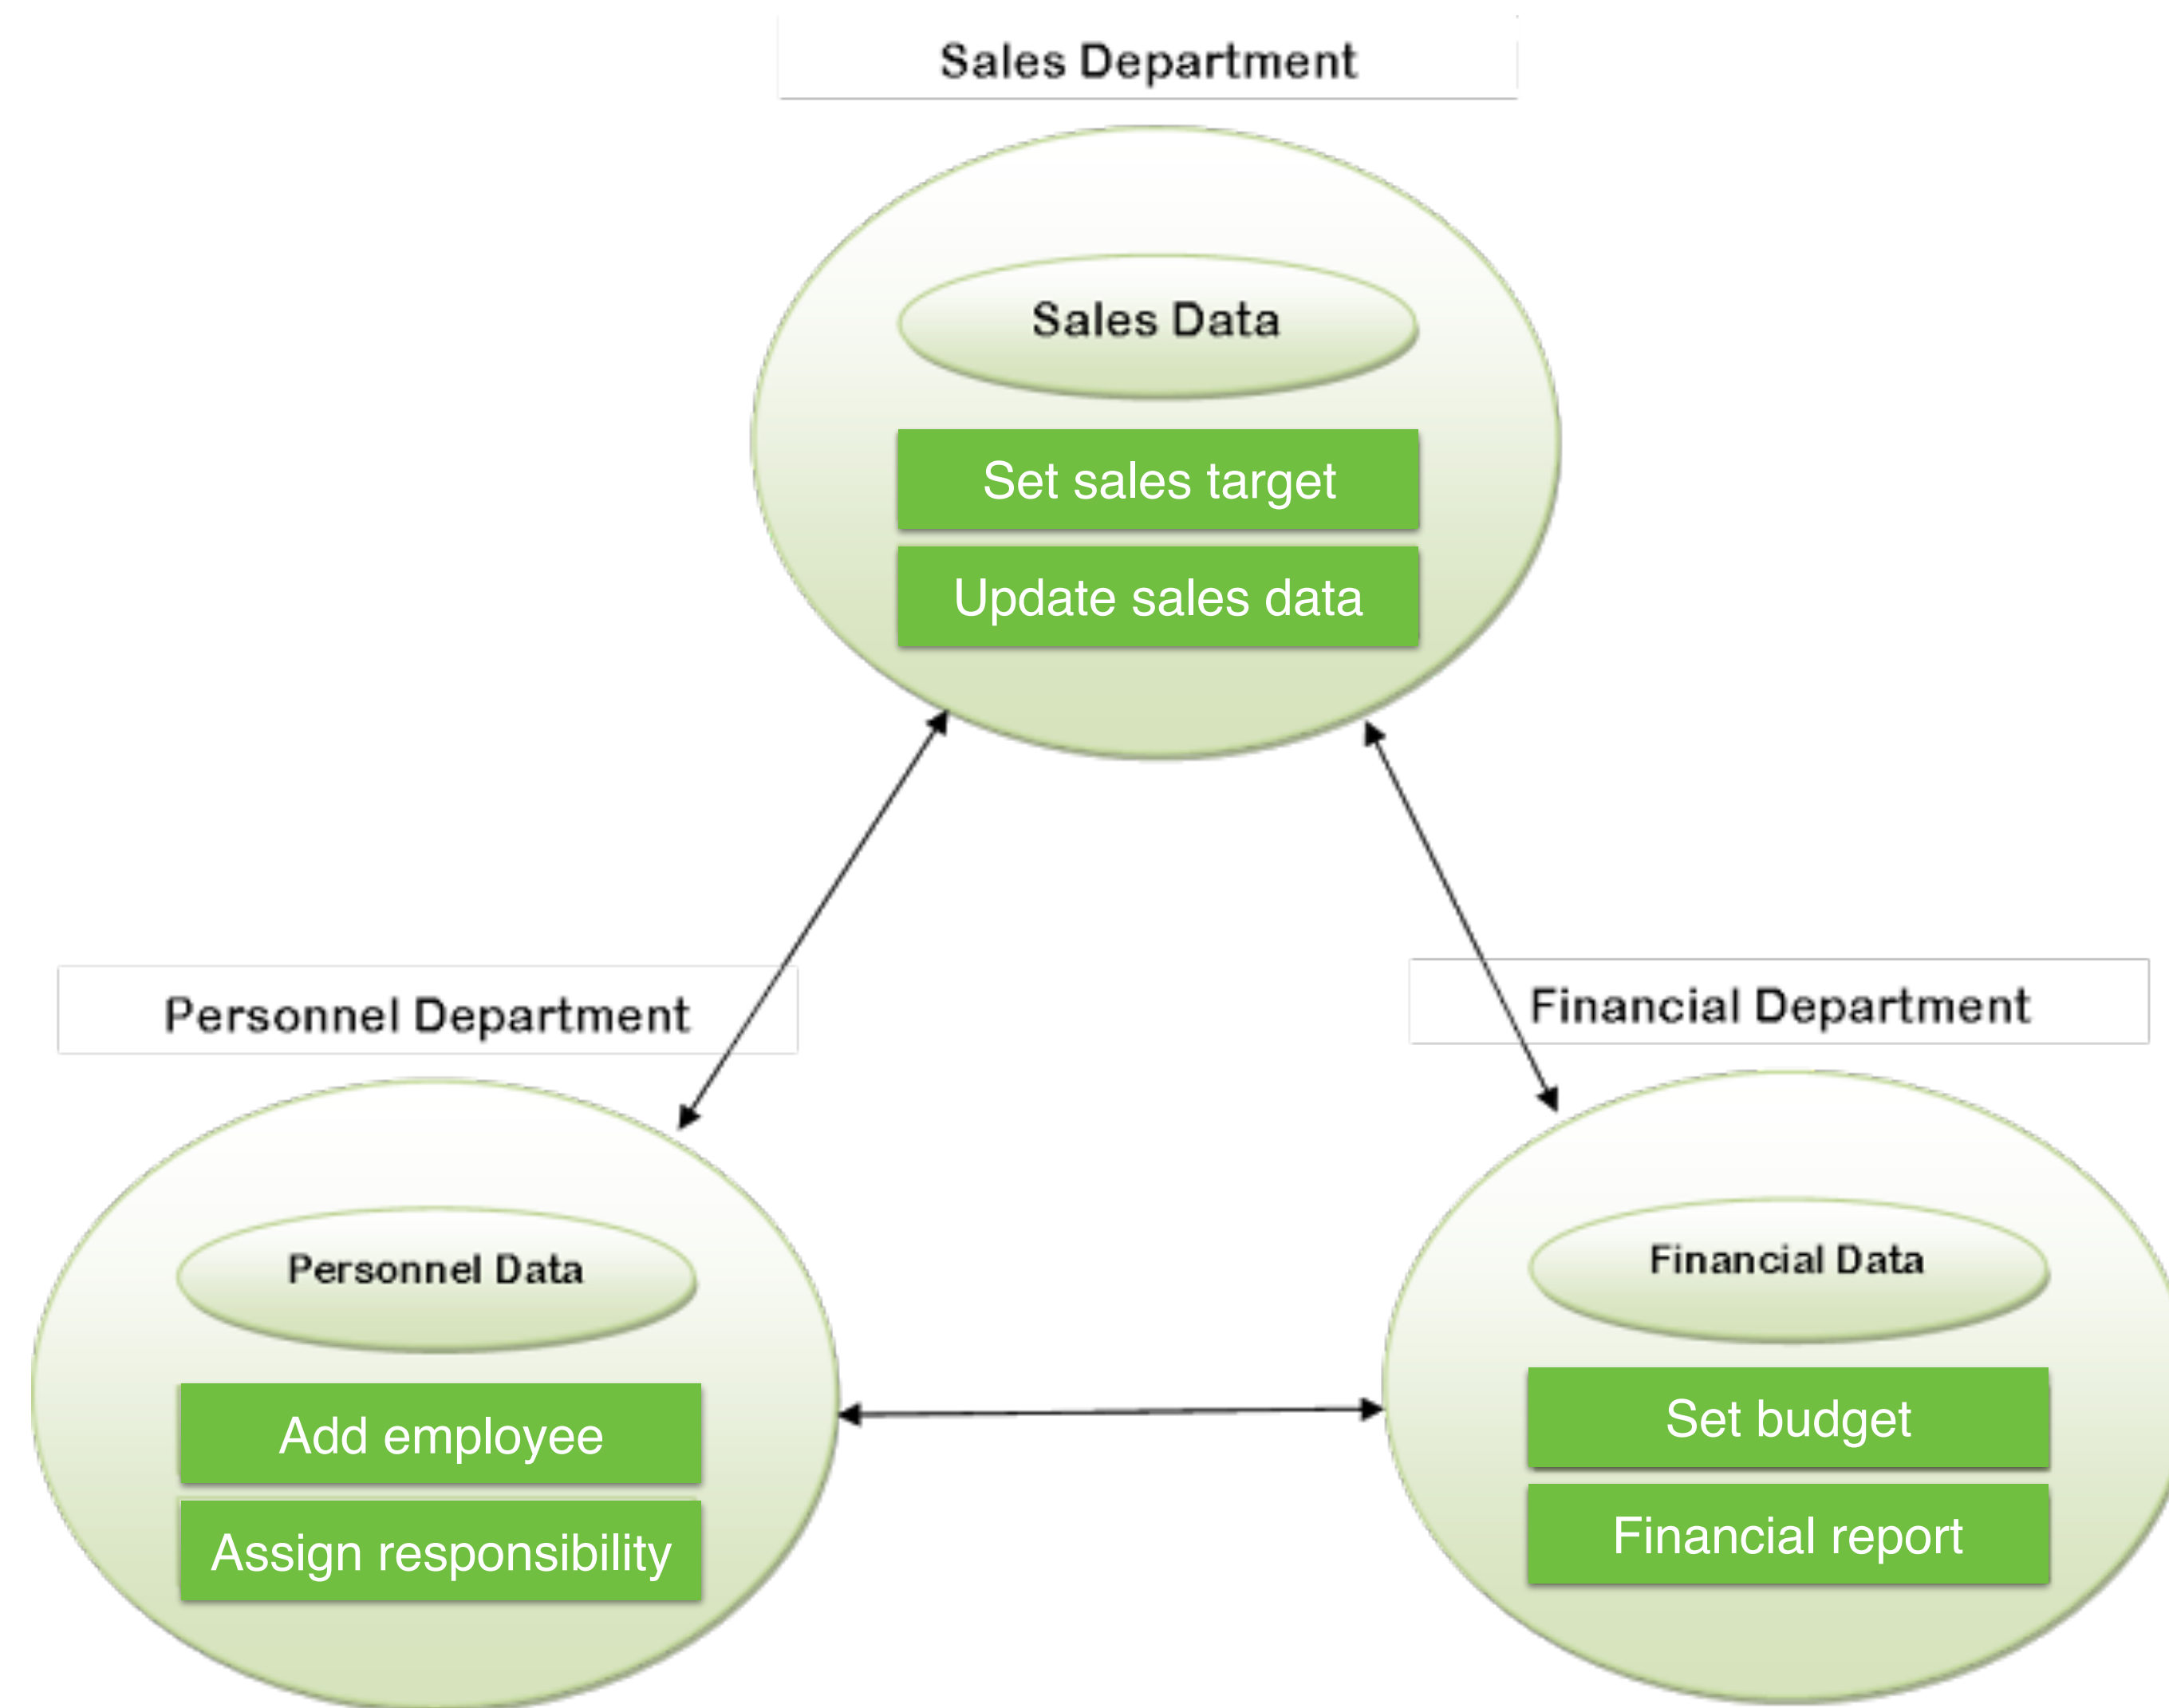 Sales Department
Sales Data
Set sales target
Update sales data
Personnel Department
Personnel Data
Add employee
Assign responsibility
Financial Department
Financial Data
Set budget
Financial report